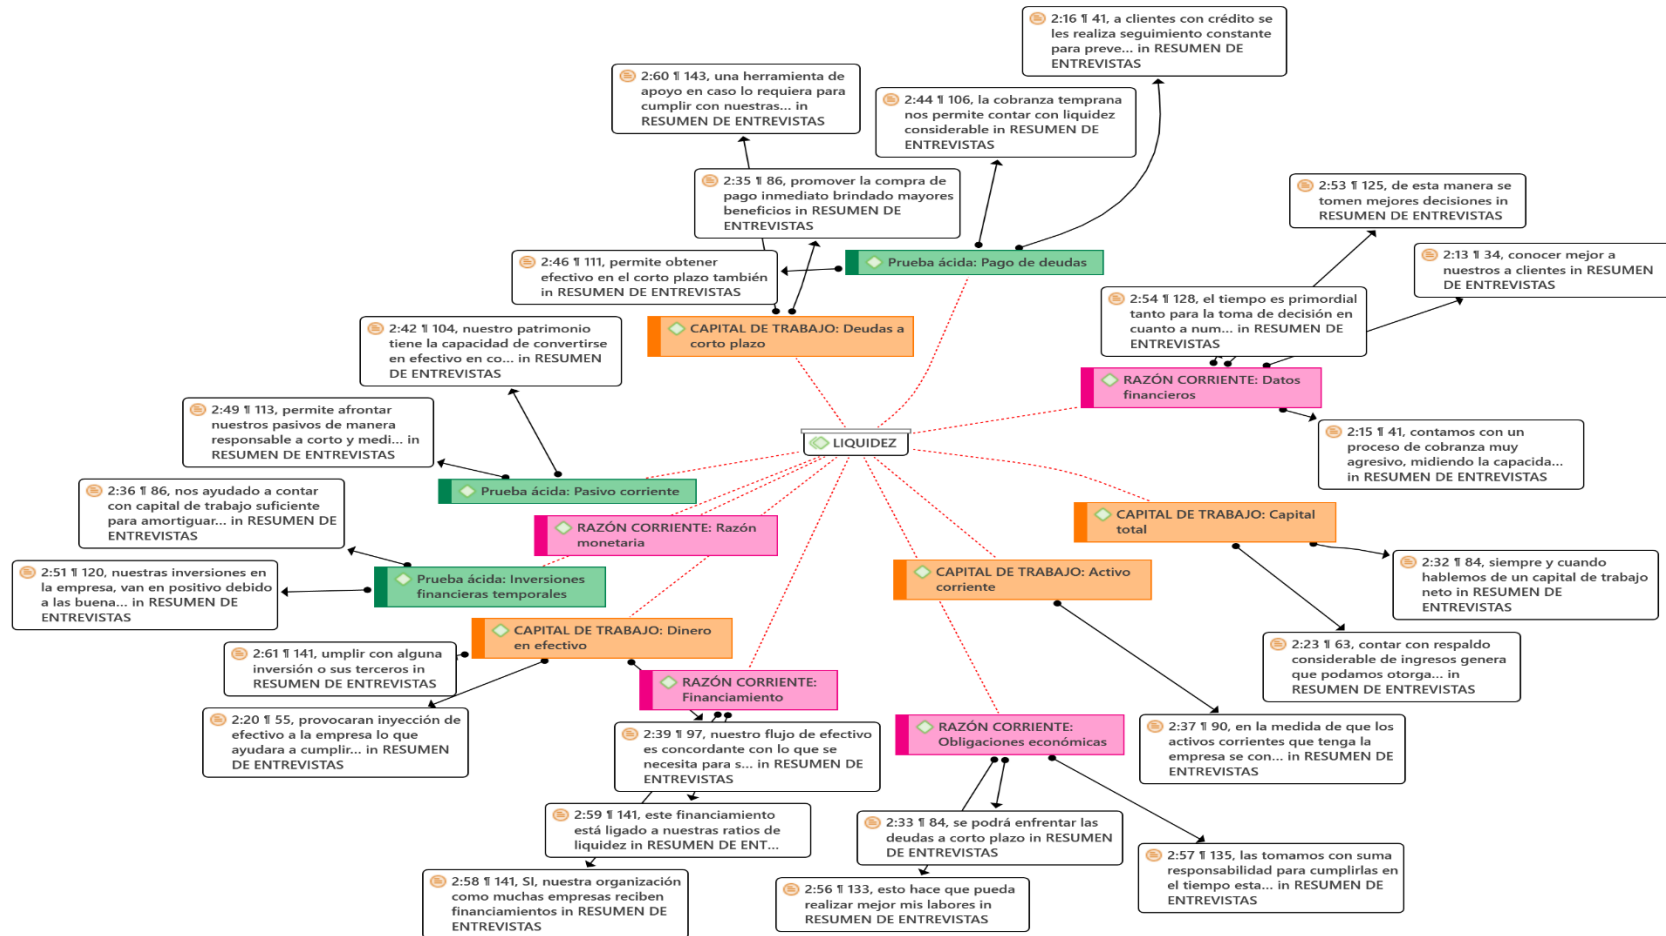 2:16 ¶ 41, a clientes con crédito se
les realiza seguimiento constante
para preve... in RESUMEN DE
ENTREVISTAS
2:60 ¶ 143, una herramienta de
apoyo en caso lo requiera para
cumplir con nuestras... in
RESUMEN DE ENTREVISTAS
2:44 ¶ 106, la cobranza temprana
nos permite contar con liquidez
considerable in RESUMEN DE
ENTREVISTAS
2:35 ¶ 86, promover la compra de
pago inmediato brindado mayores
beneficios in RESUMEN DE
ENTREVISTAS
2:53 ¶ 125, de esta manera se
tomen mejores decisiones in
RESUMEN DE ENTREVISTAS
2:46 ¶ 111, permite obtener
efectivo en el corto plazo también
in RESUMEN DE ENTREVISTAS
Prueba ácida: Pago de deudas
2:13 ¶ 34, conocer mejor a
nuestros a clientes in RESUMEN
DE ENTREVISTAS
2:54 ¶ 128, el tiempo es primordial
tanto para la toma de decisión en
cuanto a num... in RESUMEN DE
ENTREVISTAS
2:42 ¶ 104, nuestro patrimonio
tiene la capacidad de convertirse
en efectivo en co... in RESUMEN
DE ENTREVISTAS
CAPITAL DE TRABAJO: Deudas a
corto plazo
RAZÓN CORRIENTE: Datos
financieros
2:49 ¶ 113, permite afrontar
nuestros pasivos de manera
responsable a corto y medi... in
RESUMEN DE ENTREVISTAS
LIQUIDEZ
2:15 ¶ 41, contamos con un
proceso de cobranza muy
agresivo, midiendo la capacida...
in RESUMEN DE ENTREVISTAS
Prueba ácida: Pasivo corriente
2:36 ¶ 86, nos ayudado a contar
con capital de trabajo suficiente
para amortiguar... in RESUMEN DE
ENTREVISTAS
RAZÓN CORRIENTE: Razón
monetaria
CAPITAL DE TRABAJO: Capital
total
2:51 ¶ 120, nuestras inversiones en
la empresa, van en positivo debido
a las buena... in RESUMEN DE
ENTREVISTAS
Prueba ácida: Inversiones
financieras temporales
CAPITAL DE TRABAJO: Activo
corriente
2:32 ¶ 84, siempre y cuando
hablemos de un capital de trabajo
neto in RESUMEN DE
ENTREVISTAS
CAPITAL DE TRABAJO: Dinero
en efectivo
2:61 ¶ 141, umplir con alguna
inversión o sus terceros in
RESUMEN DE ENTREVISTAS
2:23 ¶ 63, contar con respaldo
considerable de ingresos genera
que podamos otorga... in
RESUMEN DE ENTREVISTAS
RAZÓN CORRIENTE:
Financiamiento
2:20 ¶ 55, provocaran inyección de
efectivo a la empresa lo que
ayudara a cumplir... in RESUMEN
DE ENTREVISTAS
2:39 ¶ 97, nuestro flujo de efectivo
es concordante con lo que se
necesita para s... in RESUMEN DE
ENTREVISTAS
RAZÓN CORRIENTE:
Obligaciones económicas
2:37 ¶ 90, en la medida de que los
activos corrientes que tenga la
empresa se con... in RESUMEN DE
ENTREVISTAS
2:59 ¶ 141, este financiamiento
está ligado a nuestras ratios de
liquidez in RESUMEN DE ENT...
2:33 ¶ 84, se podrá enfrentar las
deudas a corto plazo in RESUMEN
DE ENTREVISTAS
2:57 ¶ 135, las tomamos con suma
responsabilidad para cumplirlas en
el tiempo esta... in RESUMEN DE
ENTREVISTAS
2:58 ¶ 141, SI, nuestra organización
como muchas empresas reciben
financiamientos in RESUMEN DE
ENTREVISTAS
2:56 ¶ 133, esto hace que pueda
realizar mejor mis labores in
RESUMEN DE ENTREVISTAS